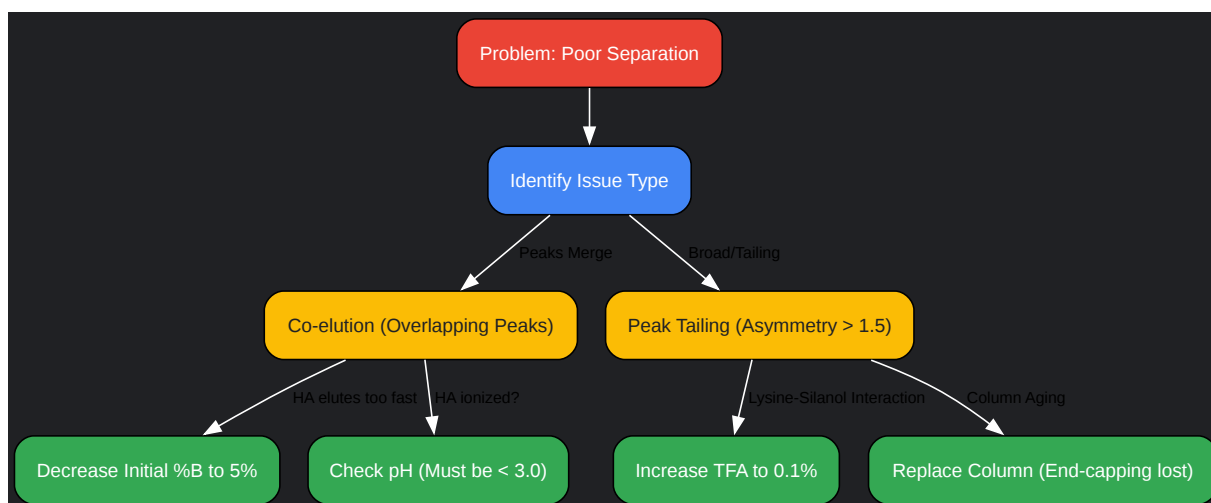 Problem: Poor Separation
Identify Issue Type
Peaks Merge
Broad/Tailing
Co-elution (Overlapping Peaks)
Peak Tailing (Asymmetry > 1.5)
HA elutes too fast
HA ionized?
Lysine-Silanol Interaction
Column Aging
Decrease Initial %B to 5%
Check pH (Must be < 3.0)
Increase TFA to 0.1%
Replace Column (End-capping lost)